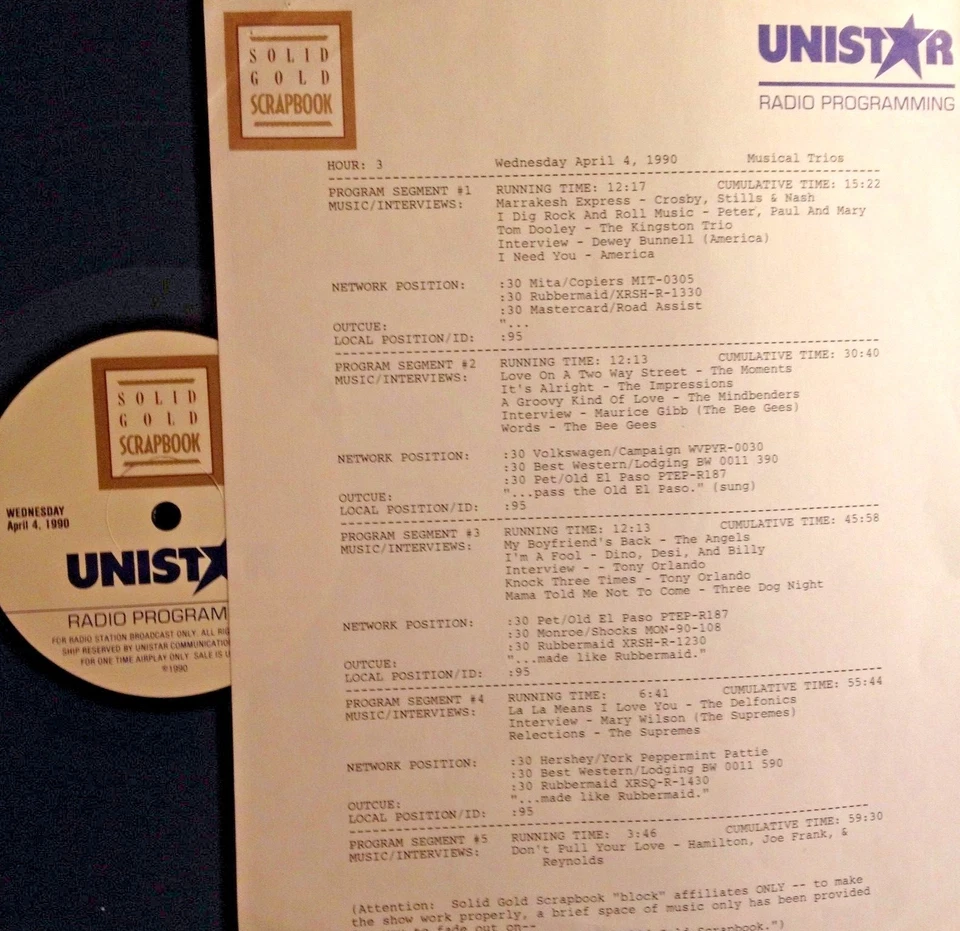 SOLID
GOLD
SCRAPBOOK
UNISTAR
RADIO PROGRAMMING
HOUR: 3 Wednesday April 4, 1990 Musical Trios
PROGRAM SEGMENT #1 RUNNING TIME: 12:17 CUMULATIVE TIME: 15:22
MUSIC/INTERVIEWS: Marrakesh Express - Crosby, Stills & Nash
I Dig Rock And Roll Music - Peter, Paul And Mary
Tom Dooley - The Kingston Trio
Interview - Dewey Bunnell (America)
I Need You - America
NETWORK POSITION: :30 Mita/Copiers MIT-0305
:30 Rubbermaid/XRSH-R-1330
:30 Mastercard/Road Assist
OUTCUE: "...
LOCAL POSITION/ID: :95
PROGRAM SEGMENT #2 RUNNING TIME: 12:13 CUMULATIVE TIME: 30:40
MUSIC/INTERVIEWS: Love On A Two Way Street - The Moments
It's Alright - The Impressions
A Groovy Kind Of Love - The Mindbenders
Interview - Maurice Gibb (The Bee Gees)
Words - The Bee Gees
NETWORK POSITION: :30 Volkswagen/Campaign WVPYR-0030
:30 Best Western/Lodging BW 0011 390
:30 Pet/Old El Paso PTEP-R187
OUTCUE: "...pass the Old El Paso." (sung)
LOCAL POSITION/ID: :95
PROGRAM SEGMENT #3 RUNNING TIME: 12:13 CUMULATIVE TIME: 45:58
MUSIC/INTERVIEWS: My Boyfriend's Back - The Angels
I'm A Fool - Dino, Desi, And Billy
Interview - - Tony Orlando
Knock Three Times - Tony Orlando
Mama Told Me Not To Come - Three Dog Night
NETWORK POSITION: :30 Pet/Old El Paso PTEP-R187
:30 Monroe/Shocks MON-90-108
:30 Rubbermaid XRSH-R-1230
OUTCUE: "...made like Rubbermaid."
LOCAL POSITION/ID: :95
PROGRAM SEGMENT #4 RUNNING TIME: 6:41 CUMULATIVE TIME: 55:44
MUSIC/INTERVIEWS: La La Means I Love You - The Delfonics
Interview - Mary Wilson (The Supremes)
Relections - The Supremes
NETWORK POSITION: :30 Hershey/York Peppermint Pattie
:30 Best Western/Lodging BW 0011 590
:30 Rubbermaid XRSQ-R-1430
OUTCUE: "...made like Rubbermaid."
LOCAL POSITION/ID: :95
PROGRAM SEGMENT #5 RUNNING TIME: 3:46 CUMULATIVE TIME: 59:30
MUSIC/INTERVIEWS: Don't Pull Your Love - Hamilton, Joe Frank, &
Reynolds
(Attention: Solid Gold Scrapbook "block" affiliates ONLY -- to make
the show work properly, a brief space of music only has been provided
to fade out on--
Scrapbook.")
SOLID
GOLD
SCRAPBOOK
WEDNESDAY
April 4, 1990
UNIST
RADIO PROGRAM
FOR RADIO STATION BROADCAST ONLY. ALL RIG
SHIP RESERVED BY UNISTAR COMMUNICATIO
FOR ONE TIME AIRPLAY ONLY. SALE IS U
©1990